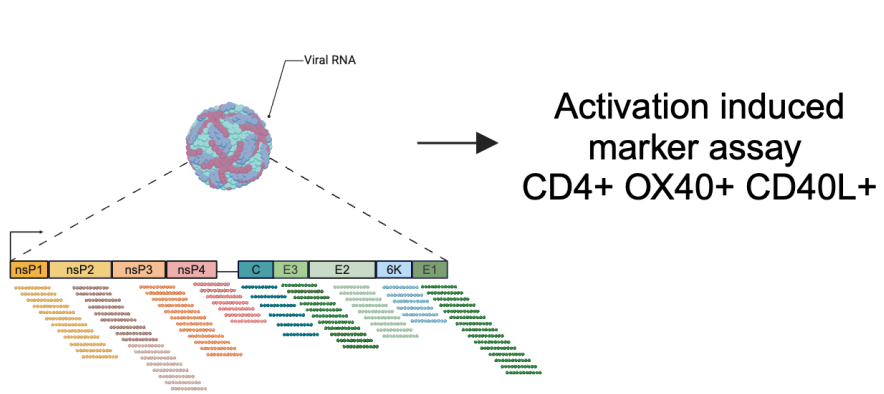 Viral RNA
Activation induced
marker assay
CD4+ OX40+ CD40L+
nsP1 nsP2 nsP3 nsP4 C E3 E2 6K E1